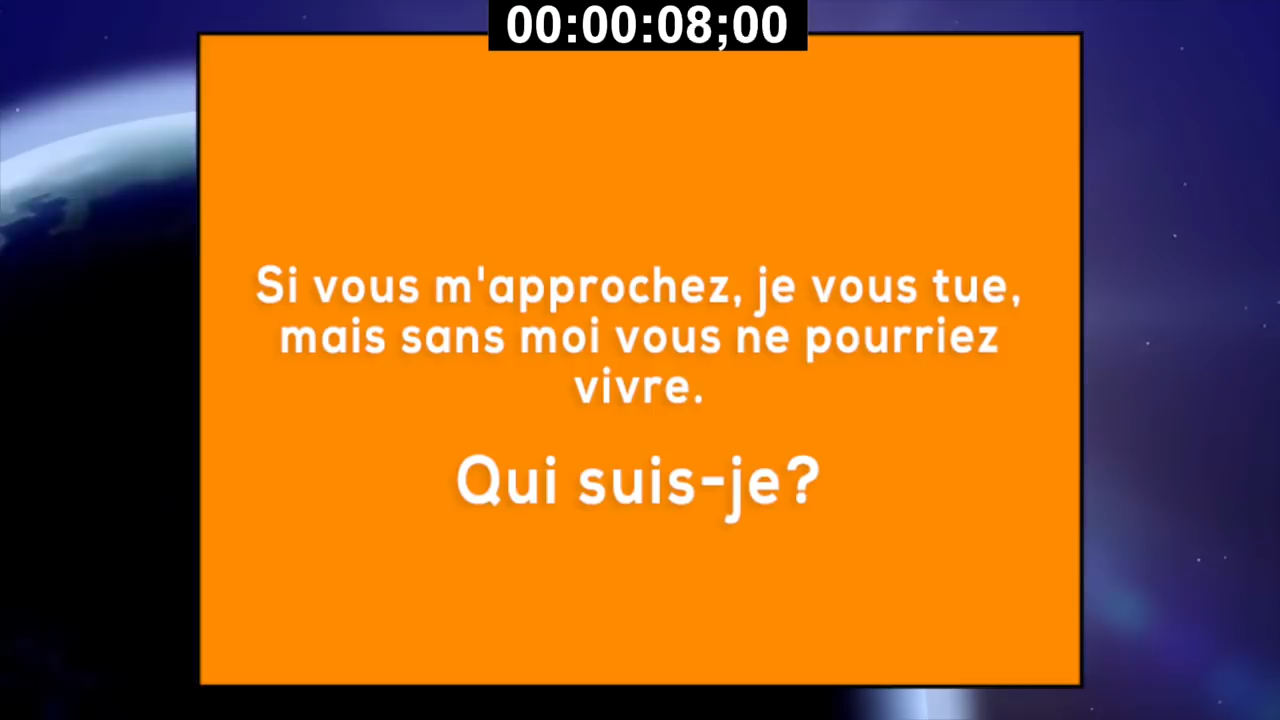 00:00:08;00
Si vous m'approchez, je vous tue,
mais sans moi vous ne pourriez
vivre.
Qui suis-je?